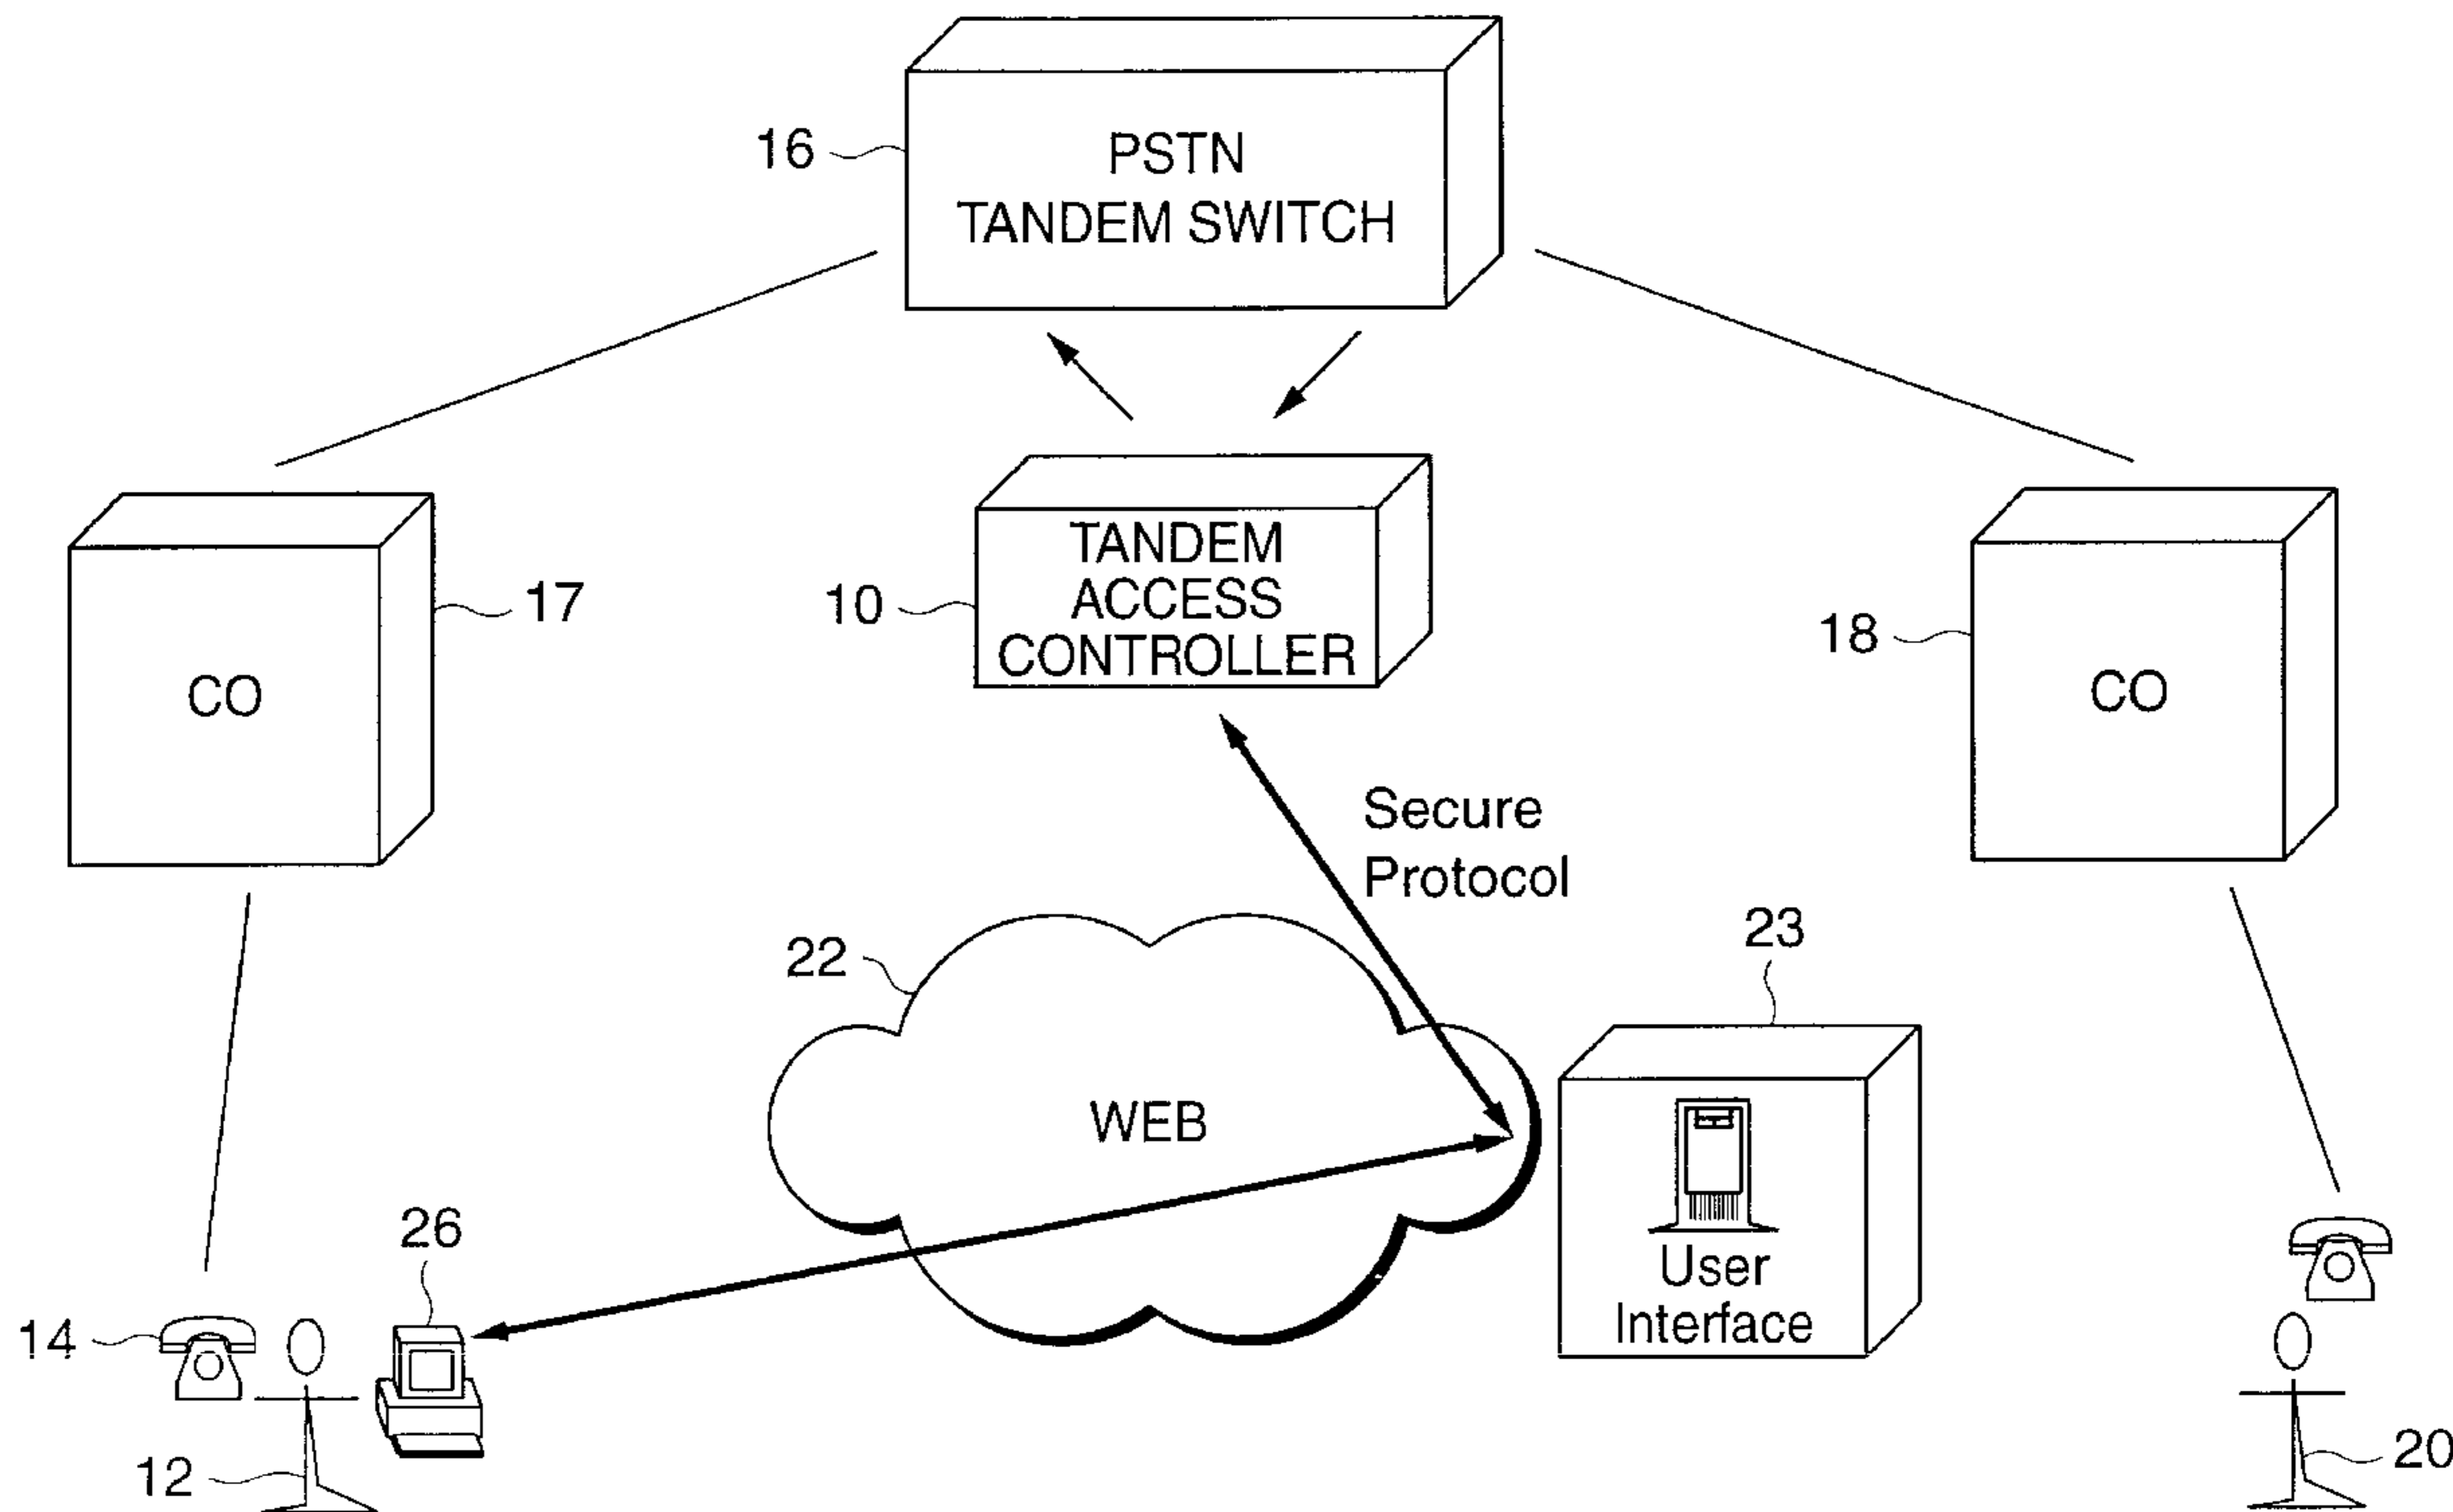 16
PSTN
TANDEM SWITCH
17
10
TANDEM
ACCESS
CONTROLLER
18
CO
CO
Secure
Protocol
22
23
WEB
26
User
Interface
14
12
20